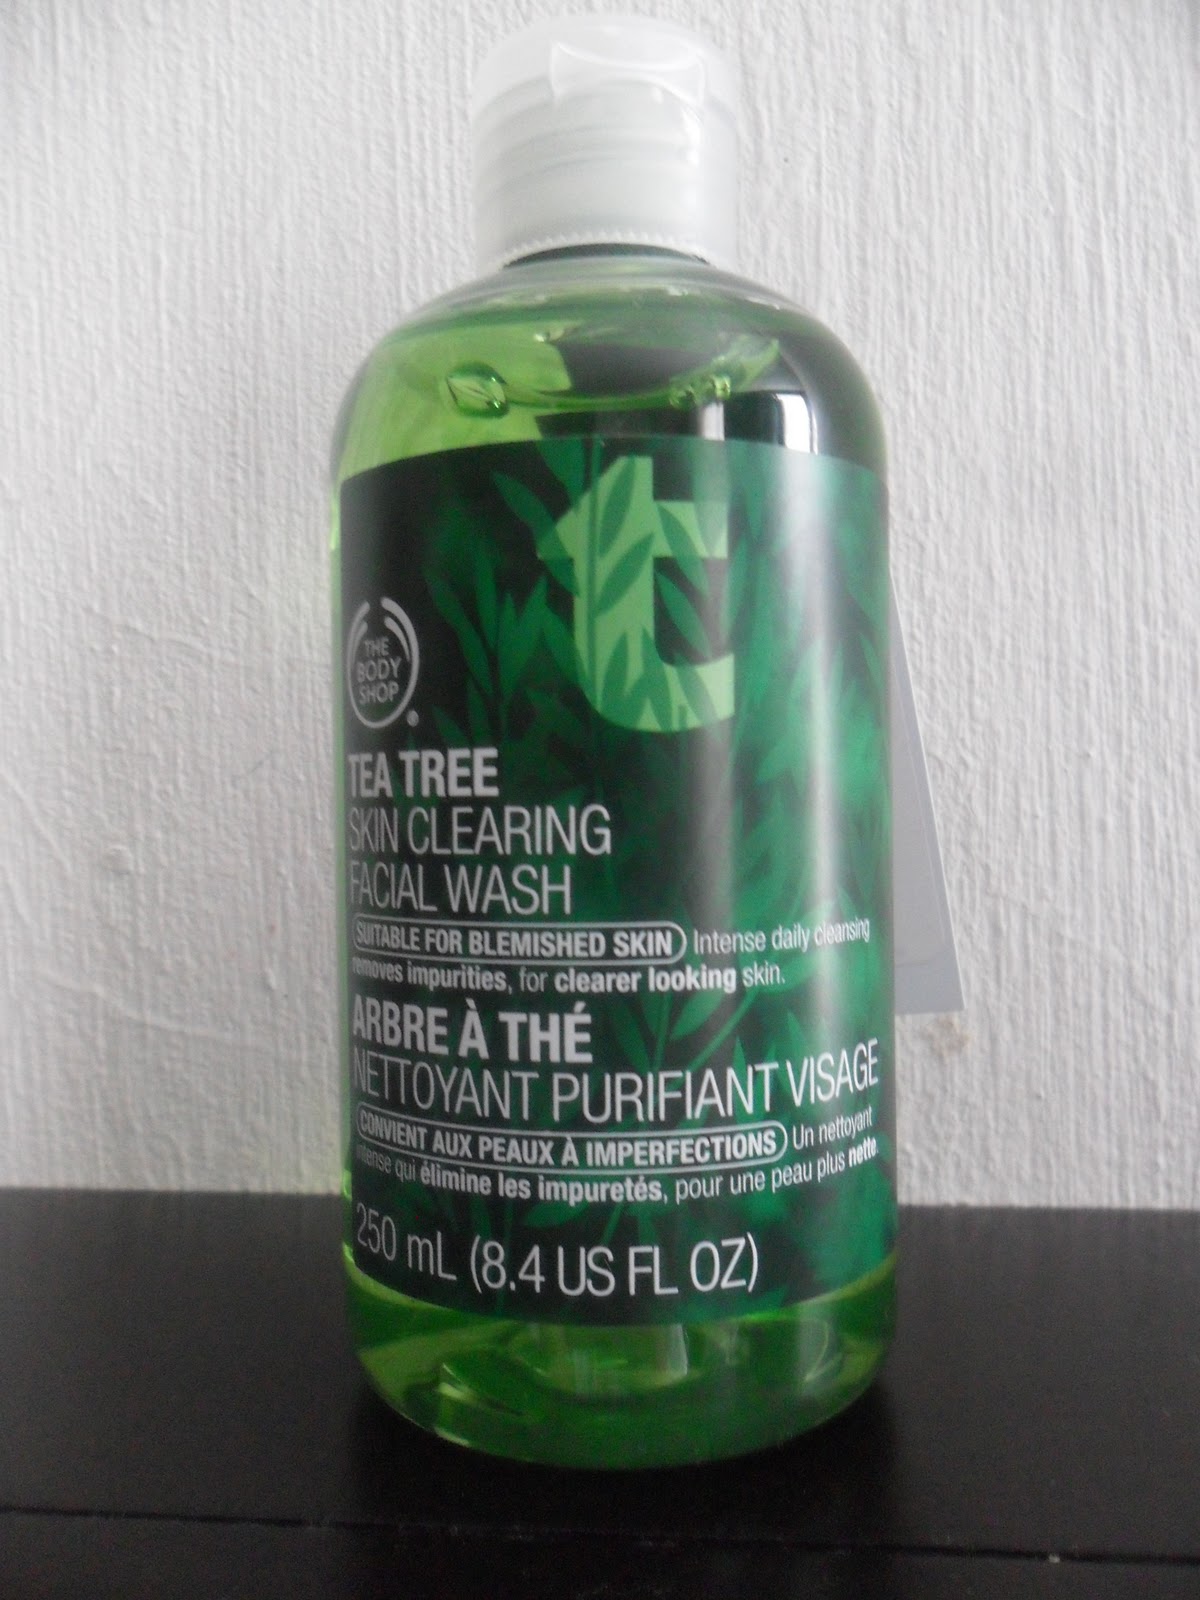 t
THE
BODY
SHOP®
TEA TREE
SKIN CLEARING
FACIAL WASH
SUITABLE FOR BLEMISHED SKIN Intense daily cleansing
removes impurities, for clearer looking skin.
ARBRE À THÉ
NETTOYANT PURIFIANT VISAGE
CONVIENT AUX PEAUX À IMPERFECTIONS Un nettoyant
intense qui élimine les impuretés, pour une peau plus nette.
250 mL (8.4 US FL OZ)